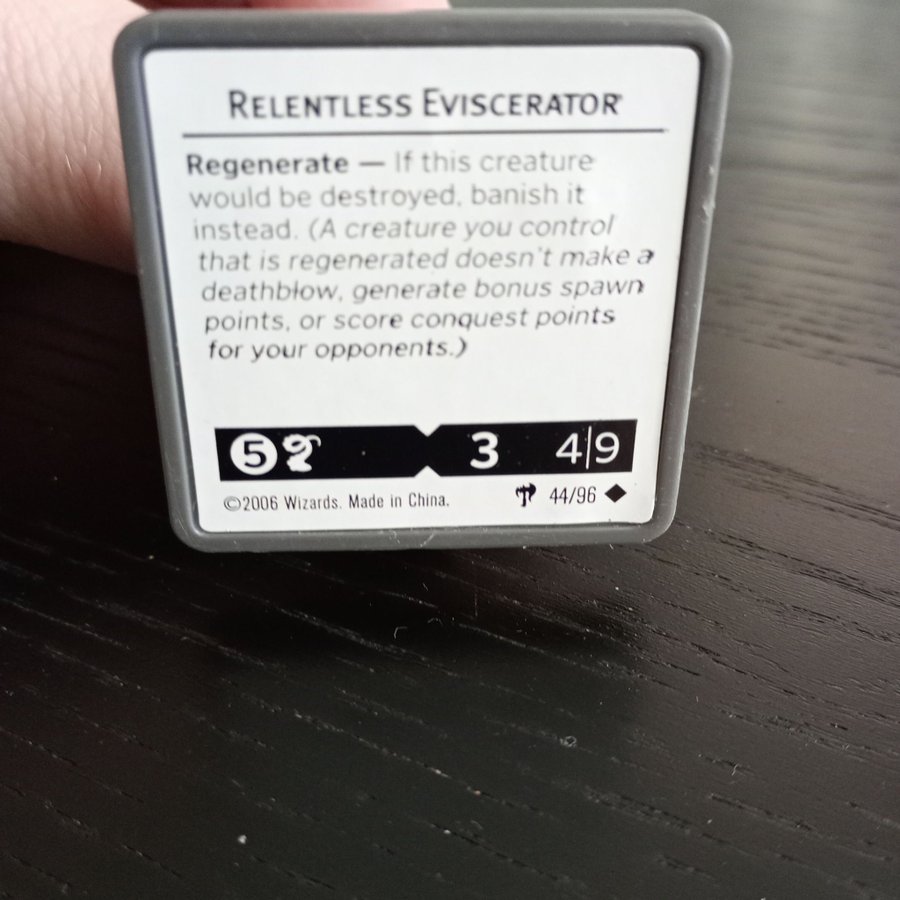 RELENTLESS EVISCERATOR
Regenerate — If this creature
would be destroyed, banish it
instead. (A creature you control
that is regenerated doesn't make a
deathblow, generate bonus spawn
points, or score conquest points
for your opponents.)
5 3 4|9
©2006 Wizards. Made in China. 44/96